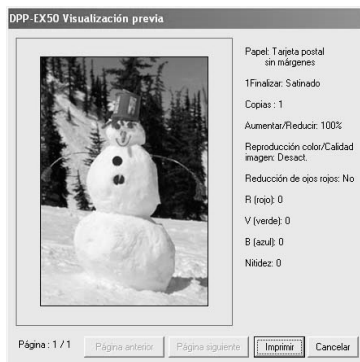 DPP-EX50 Visualización previa
Papel: Tarjeta postal
sin márgenes
1Finalizar: Satinado
Copias : 1
Aumentar/Reducir: 100%
Reproducción color/Calidad
imagen: Desact.
Reducción de ojos rojos: No
R (rojo): 0
V (verde): 0
B (azul): 0
Nitidez: 0
Página : 1 / 1 Página anterior Página siguiente Imprimir Cancelar